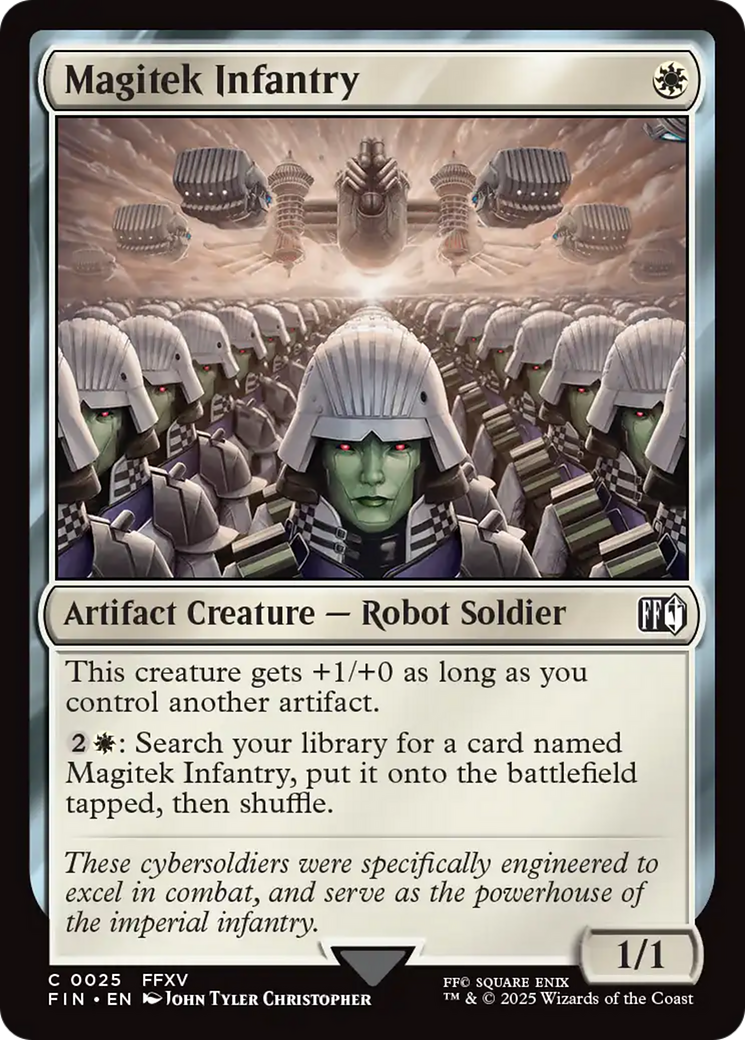 Magitek Infantry
Artifact Creature — Robot Soldier
FF
This creature gets +1/+0 as long as you
control another artifact.
2: Search your library for a card named
Magitek Infantry, put it onto the battlefield
tapped, then shuffle.
These cybersoldiers were specifically engineered to
excel in combat, and serve as the powerhouse of
the imperial infantry.
1/1
C 0025 FFXV
FIN • EN John Tyler Christopher
FF© SQUARE ENIX
™ & © 2025 Wizards of the Coast